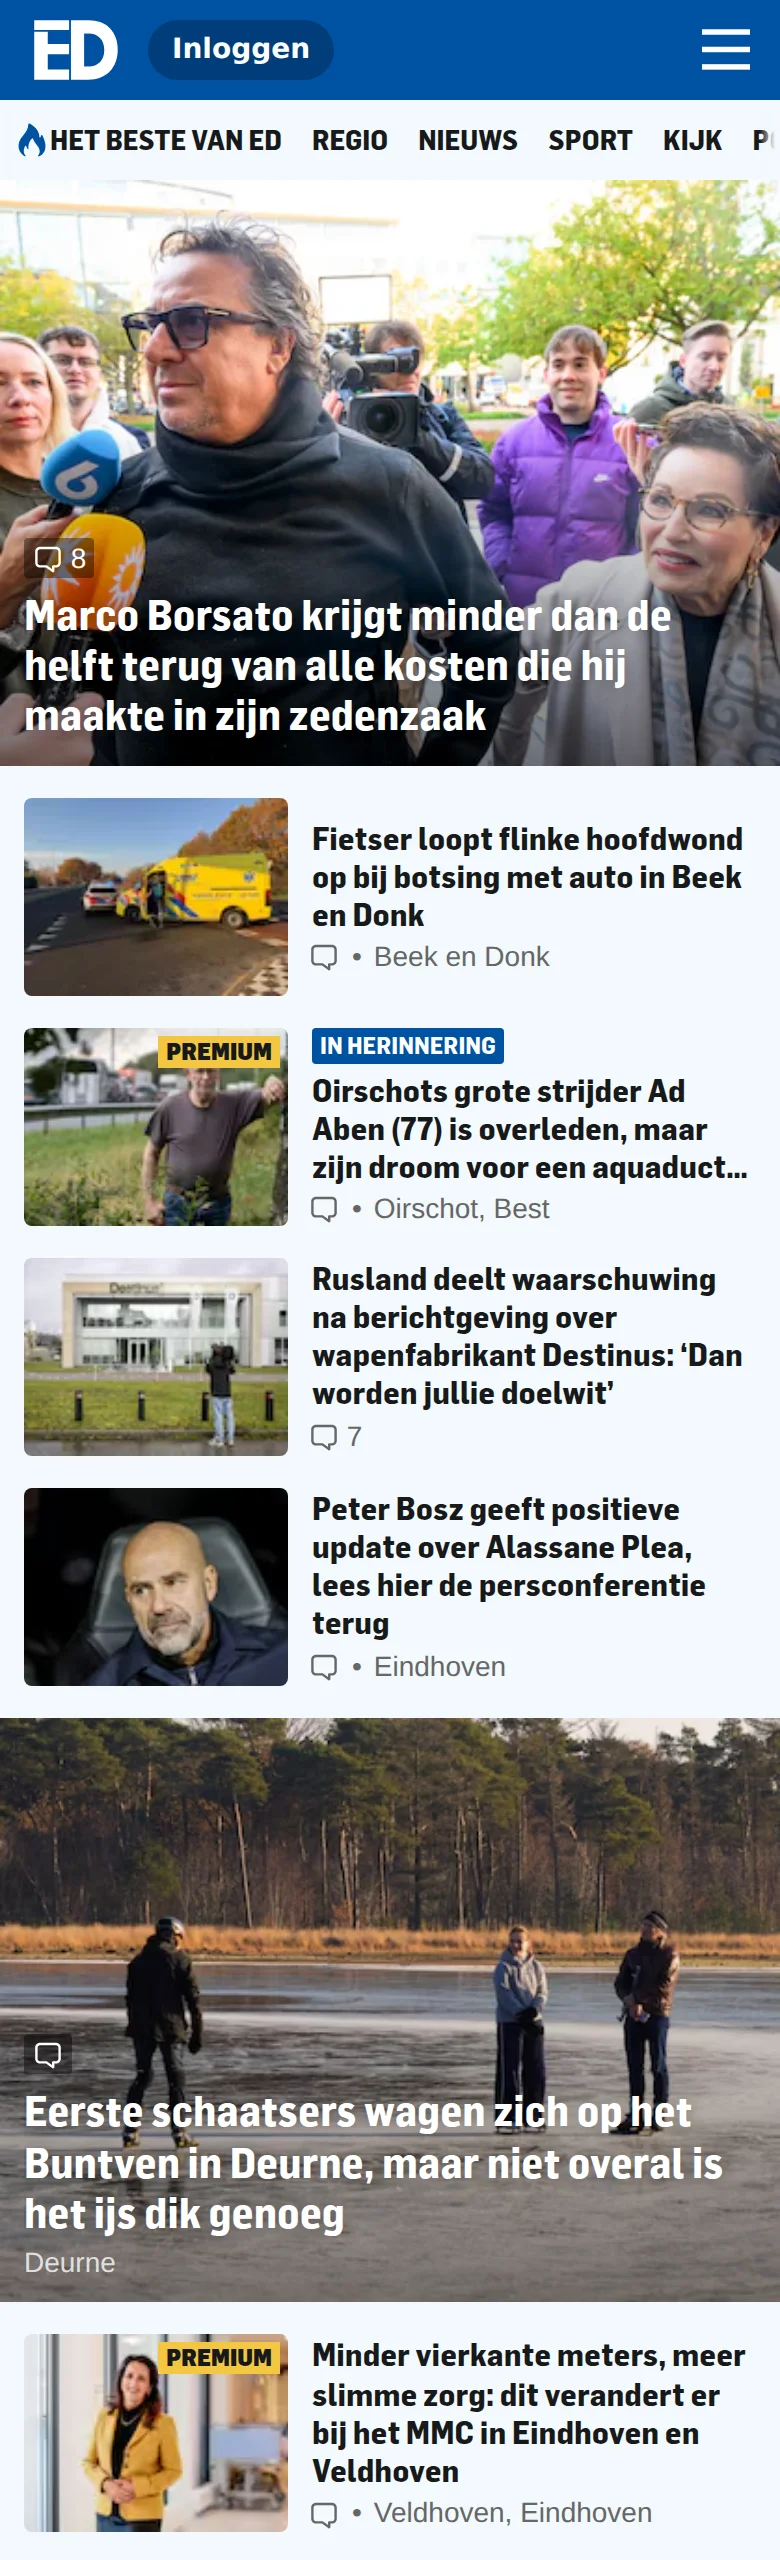 ED
Inloggen
HET BESTE VAN ED REGIO NIEUWS SPORT KIJK
8
Marco Borsato krijgt minder dan de
helft terug van alle kosten die hij
maakte in zijn zedenzaak
Fietser loopt flinke hoofdwond
op bij botsing met auto in Beek
en Donk
• Beek en Donk
PREMIUM
IN HERINNERING
Oirschots grote strijder Ad
Aben (77) is overleden, maar
zijn droom voor een aquaduct...
• Oirschot, Best
Destinus
Rusland deelt waarschuwing
na berichtgeving over
wapenfabrikant Destinus: ‘Dan
worden jullie doelwit’
7
Peter Bosz geeft positieve
update over Alassane Plea,
lees hier de persconferentie
terug
• Eindhoven
Eerste schaatsers wagen zich op het
Buntven in Deurne, maar niet overal is
het ijs dik genoeg
Deurne
PREMIUM
Minder vierkante meters, meer
slimme zorg: dit verandert er
bij het MMC in Eindhoven en
Veldhoven
• Veldhoven, Eindhoven